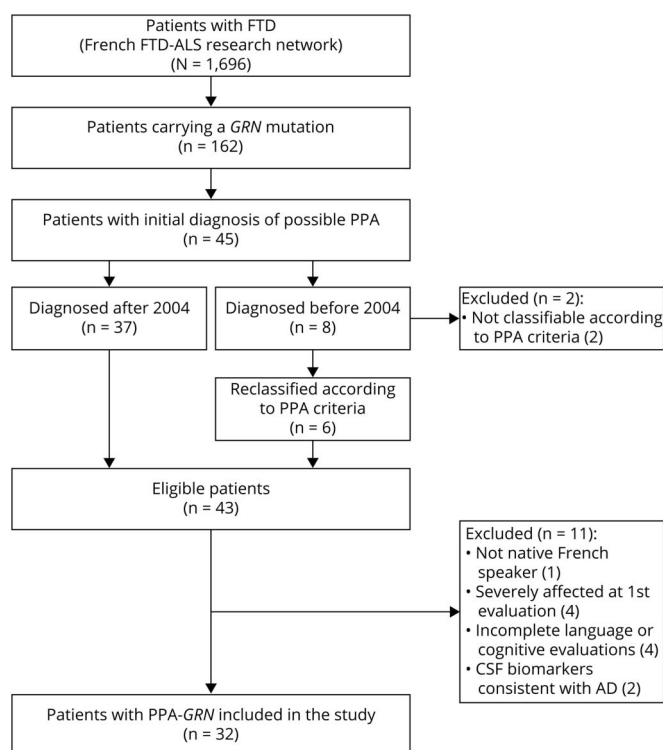 Patients with FTD
(French FTD-ALS research network)
(N = 1,696)
Patients carrying a GRN mutation
(n = 162)
Patients with initial diagnosis of possible PPA
(n = 45)
Diagnosed after 2004
(n = 37)
Diagnosed before 2004
(n = 8)
Excluded (n = 2):
• Not classifiable according
to PPA criteria (2)
Reclassified according
to PPA criteria
(n = 6)
Eligible patients
(n = 43)
Excluded (n = 11):
• Not native French
speaker (1)
• Severely affected at 1st
evaluation (4)
• Incomplete language or
cognitive evaluations (4)
• CSF biomarkers
consistent with AD (2)
Patients with PPA-GRN included in the study
(n = 32)